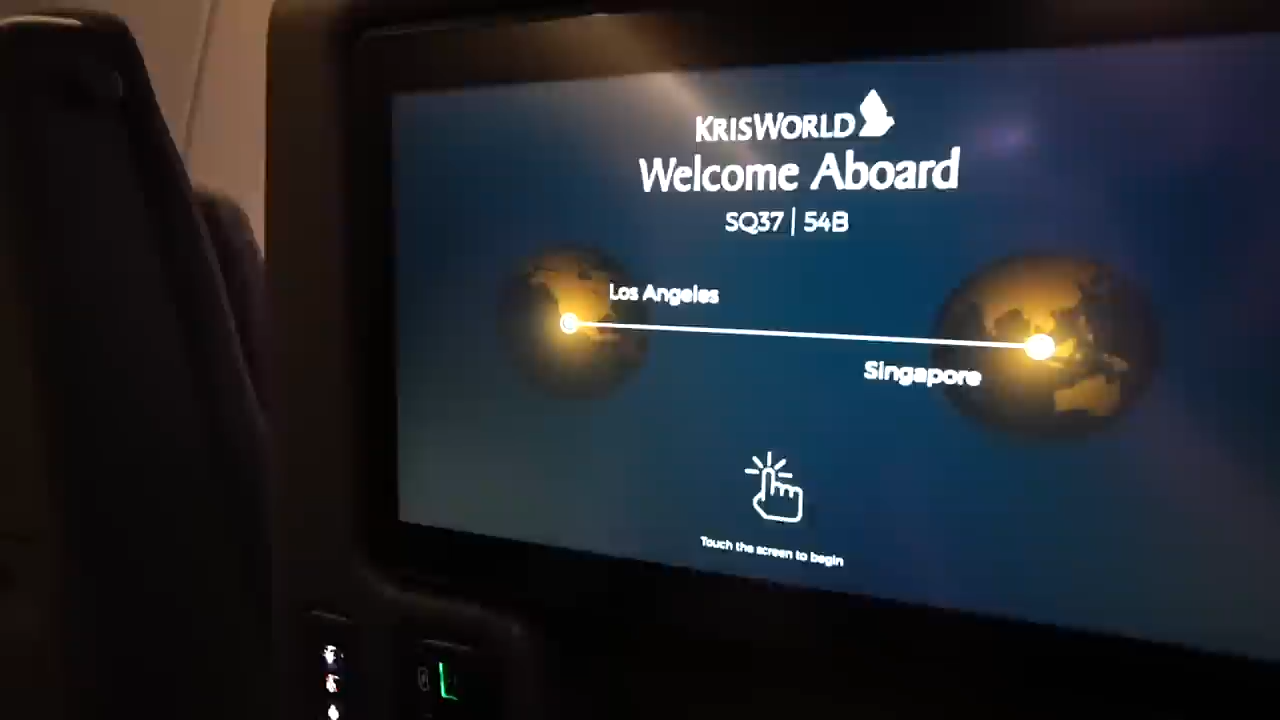 KRISWORLD
Welcome Aboard
SQ37 | 54B
Los Angeles
Singapore
Touch the screen to begin